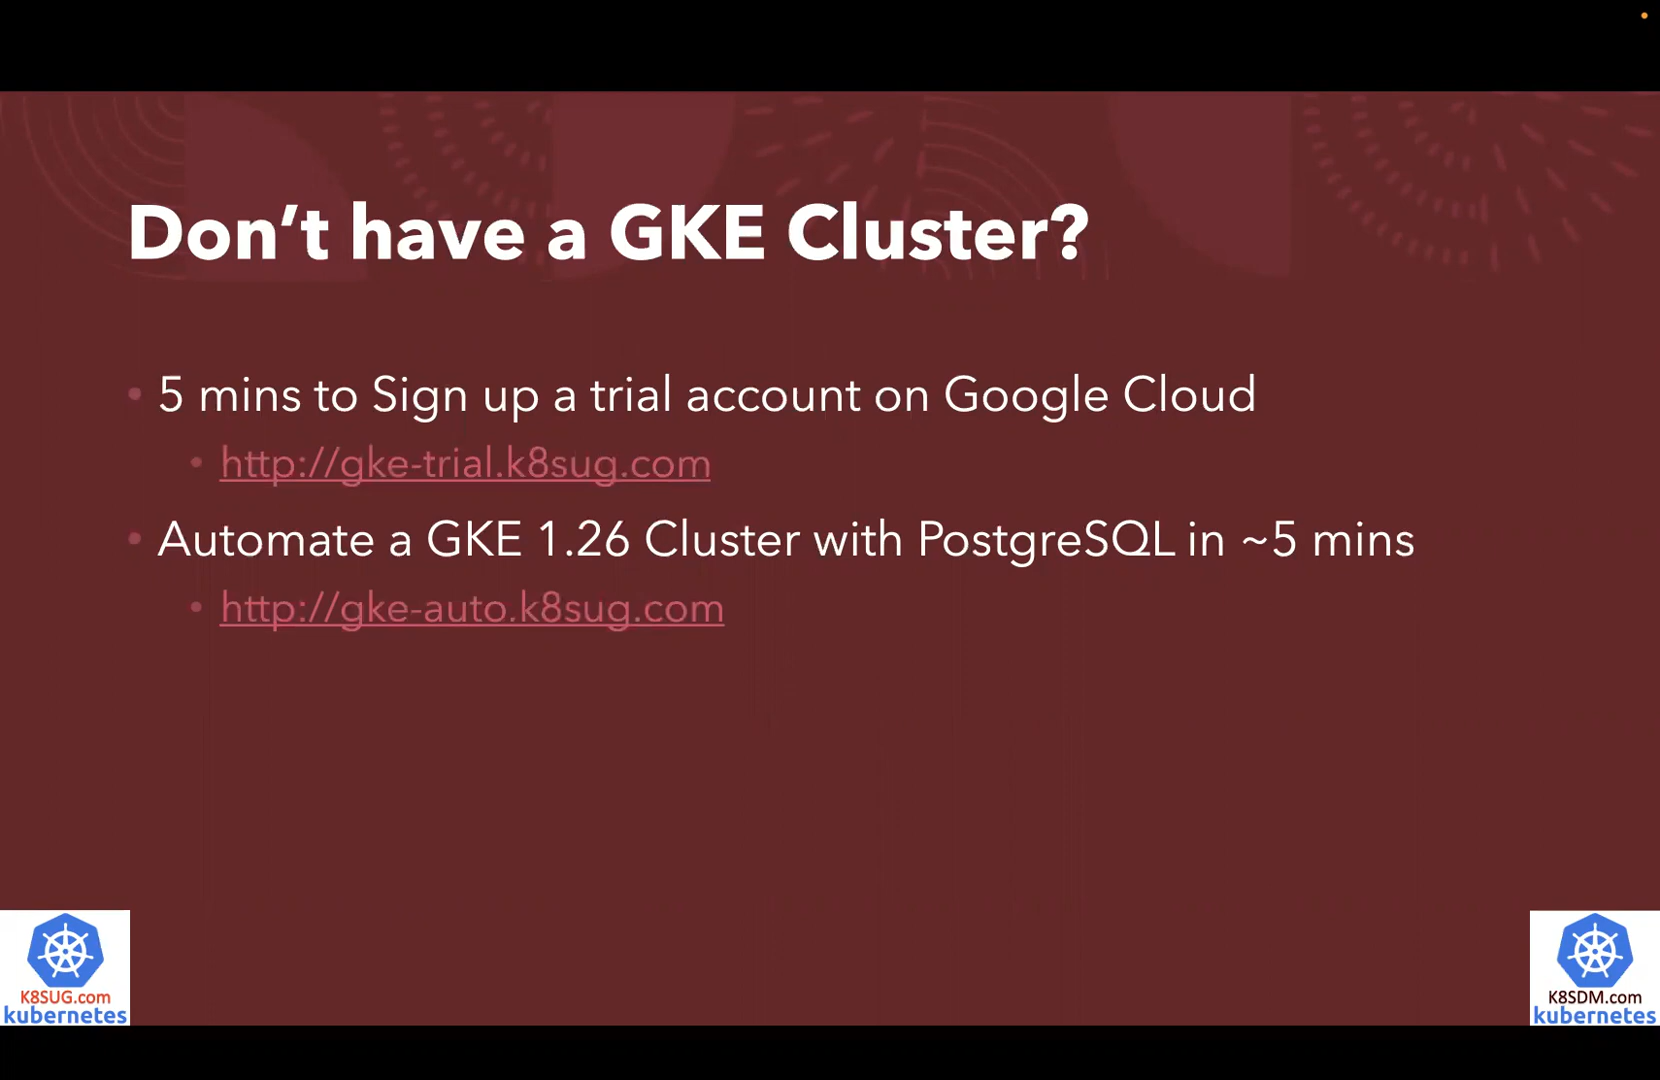 Don’t have a GKE Cluster?
• 5 mins to Sign up a trial account on Google Cloud
• http://gke-trial.k8sug.com
• Automate a GKE 1.26 Cluster with PostgreSQL in ~5 mins
• http://gke-auto.k8sug.com
K8SUG.com
kubernetes
K8SDM.com
kubernetes